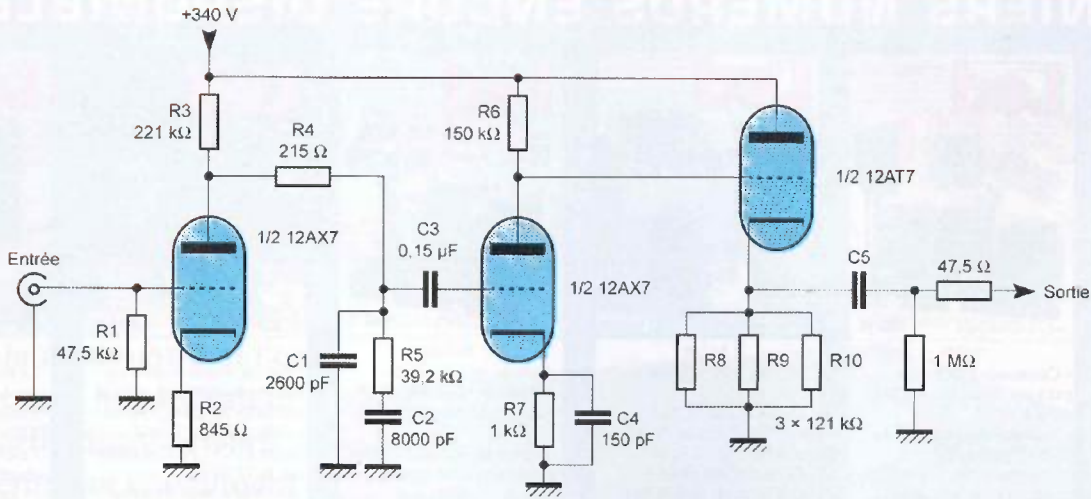 +340 V
R3
221 kΩ
R4
215 Ω
R6
150 kΩ
1/2 12AT7
Entrée
1/2 12AX7
C3
0,15 µF
1/2 12AX7
C5
47,5 Ω
Sortie
R1
47,5 kΩ
R2
845 Ω
C1
2600 pF
R5
39,2 kΩ
C2
8000 pF
R7
1 kΩ
C4
150 pF
R8
R9
R10
1 MΩ
3 × 121 kΩ